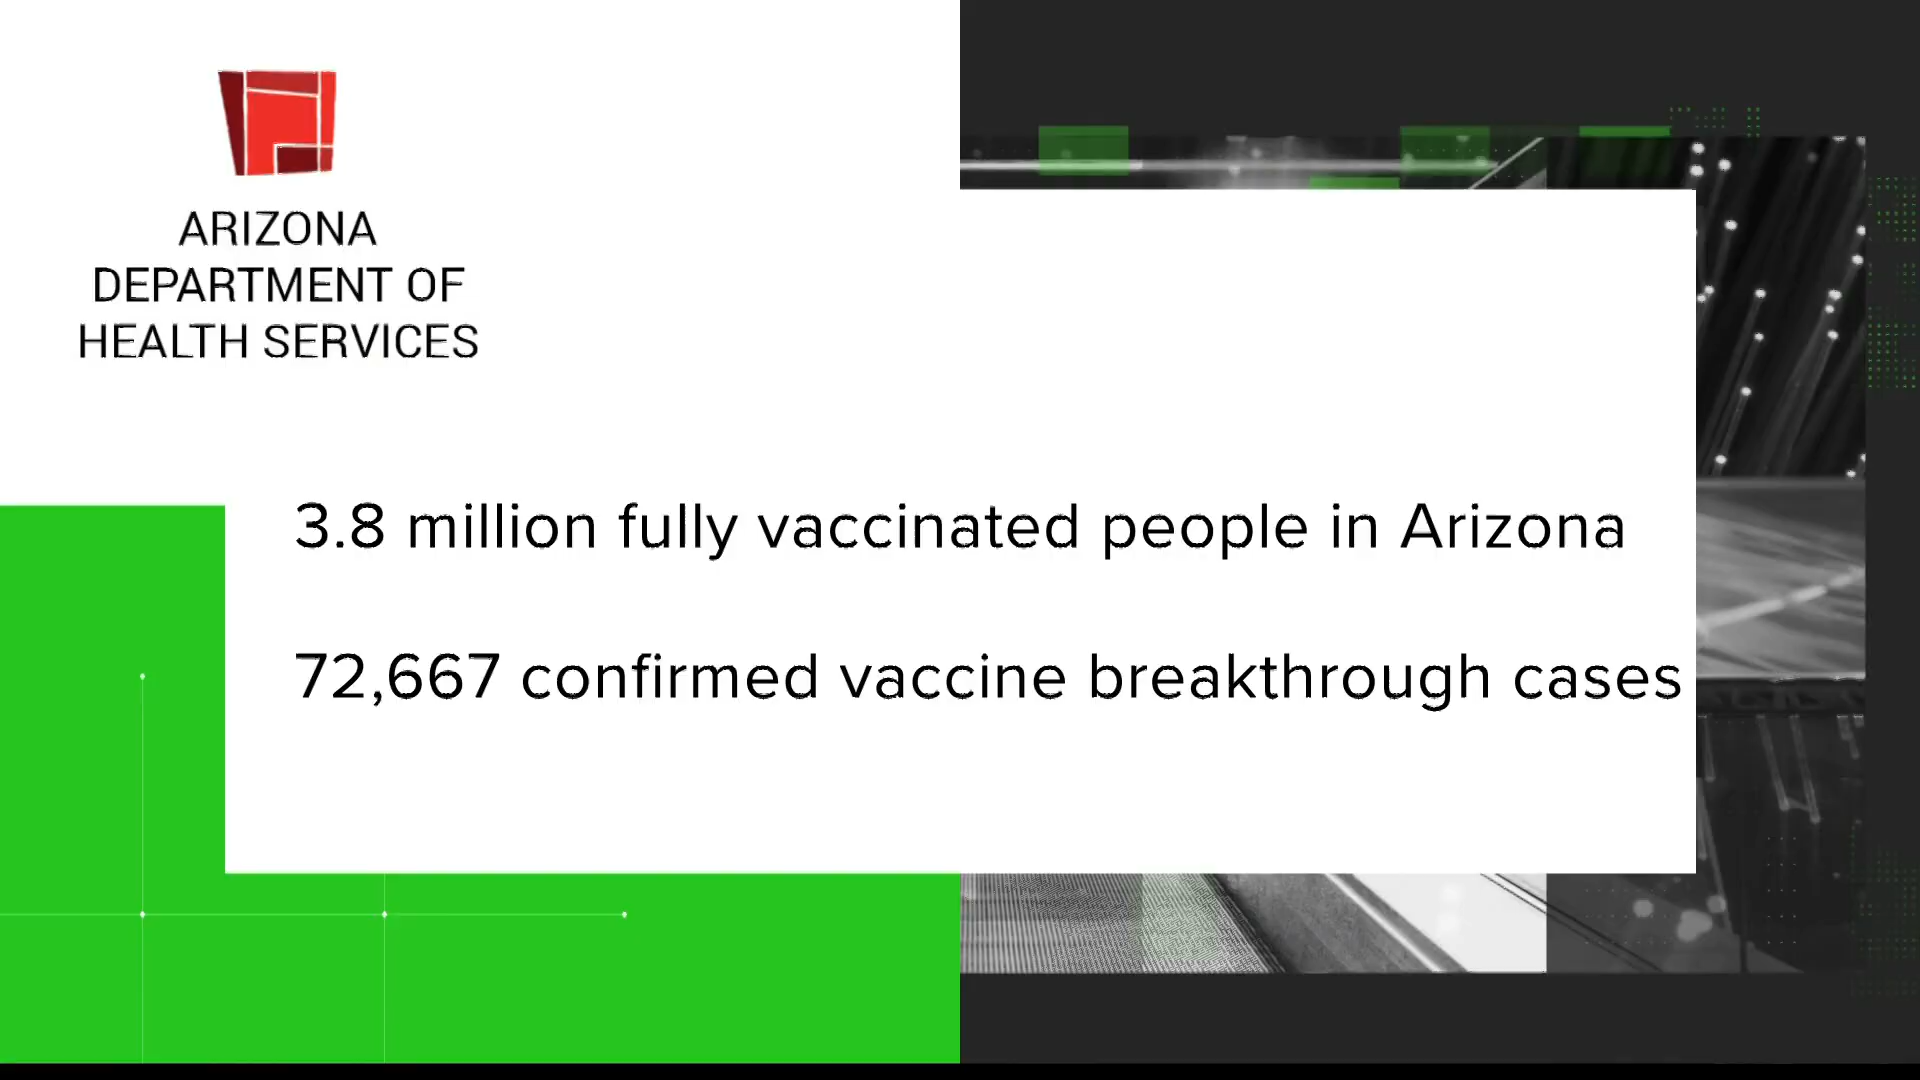 ARIZONA
DEPARTMENT OF
HEALTH SERVICES
3.8 million fully vaccinated people in Arizona
72,667 confirmed vaccine breakthrough cases